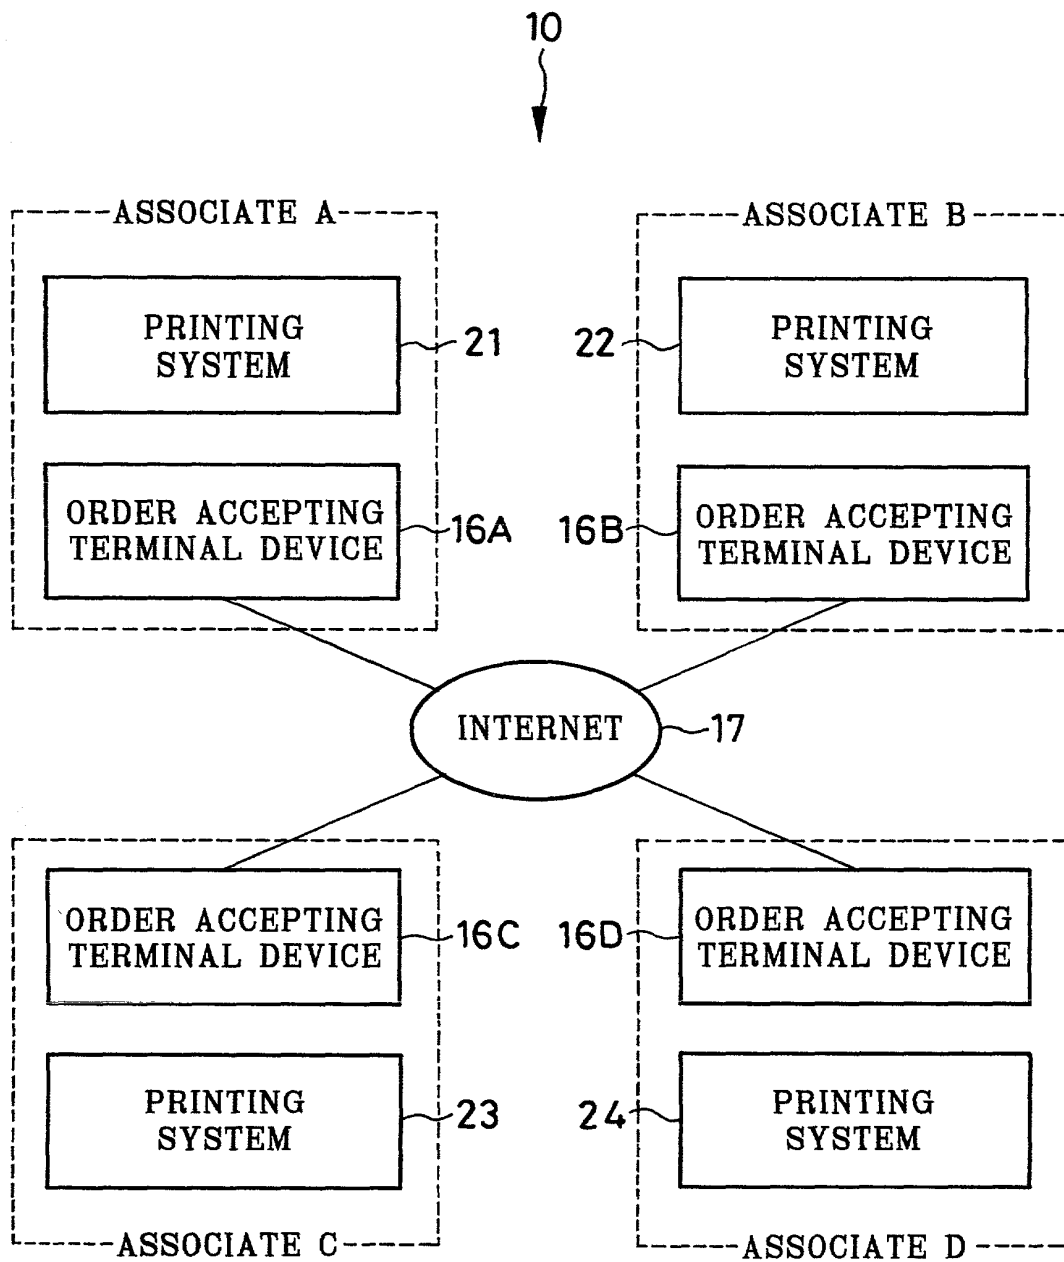 10
ASSOCIATE A
ASSOCIATE B
PRINTING
SYSTEM
21
22
PRINTING
SYSTEM
ORDER ACCEPTING
TERMINAL DEVICE
16A
16B
ORDER ACCEPTING
TERMINAL DEVICE
INTERNET
17
ORDER ACCEPTING
TERMINAL DEVICE
16C
16D
ORDER ACCEPTING
TERMINAL DEVICE
PRINTING
SYSTEM
23
24
PRINTING
SYSTEM
ASSOCIATE C
ASSOCIATE D